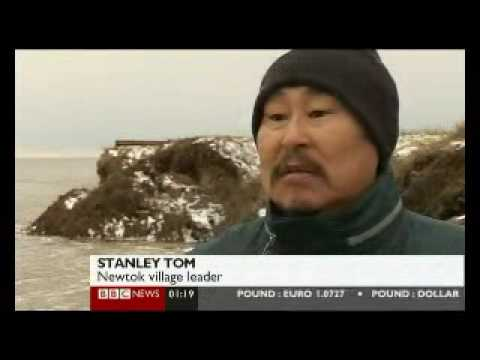 STANLEY TOM
Newtok village leader
BBC NEWS 01:19 POUND : EURO 1.0727 • POUND : DOLLAR